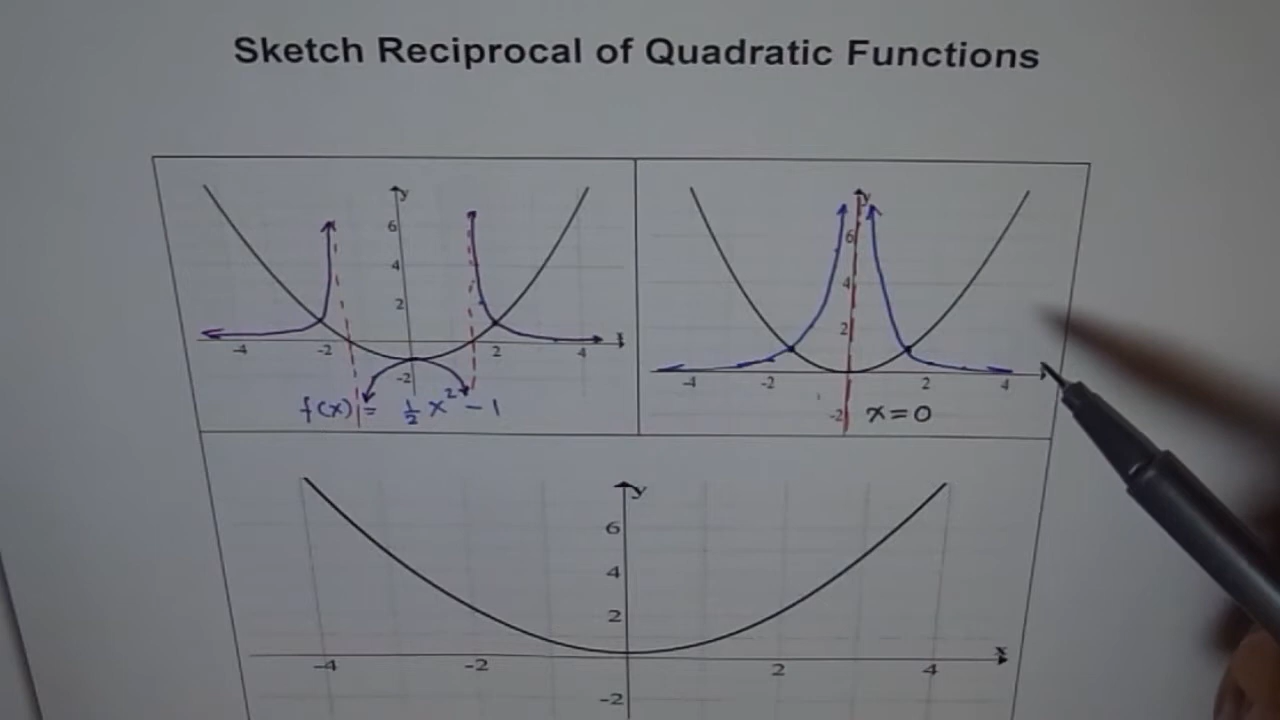 Sketch Reciprocal of Quadratic Functions
y
6
4
2
-4 -2 2 4 x
-2
f(x) = ½x² - 1
y
6
4
2
-4 -2 2 4
-2 x = 0
y
6
4
2
-4 -2 2 4 x
-2